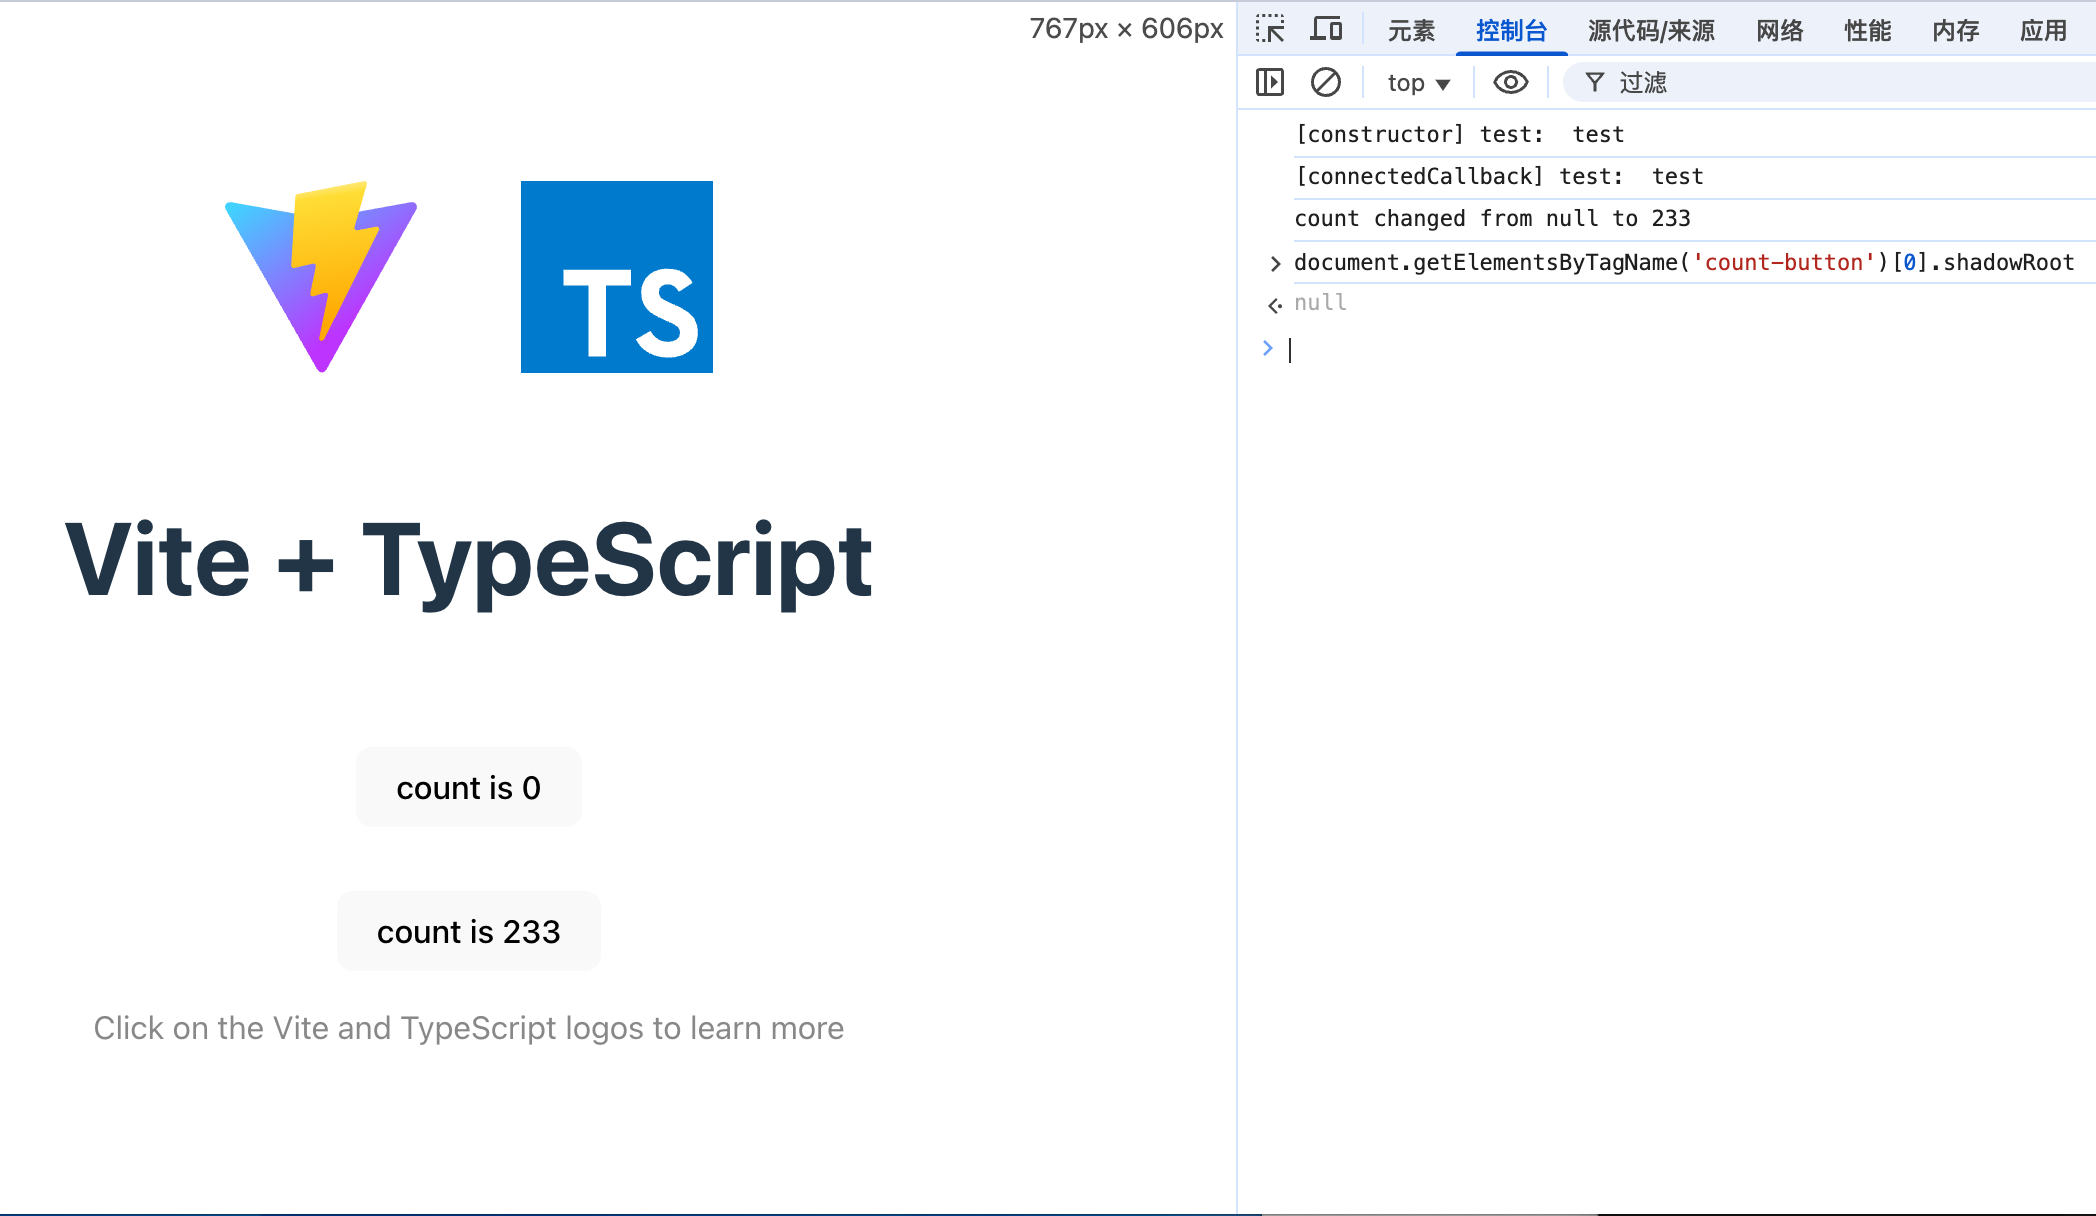 767px × 606px
元素 控制台 源代码/来源 网络 性能 内存 应用
top ▼ 过滤
[constructor] test:  test
[connectedCallback] test:  test
count changed from null to 233
document.getElementsByTagName('count-button')[0].shadowRoot
null
TS
Vite + TypeScript
count is 0
count is 233
Click on the Vite and TypeScript logos to learn more